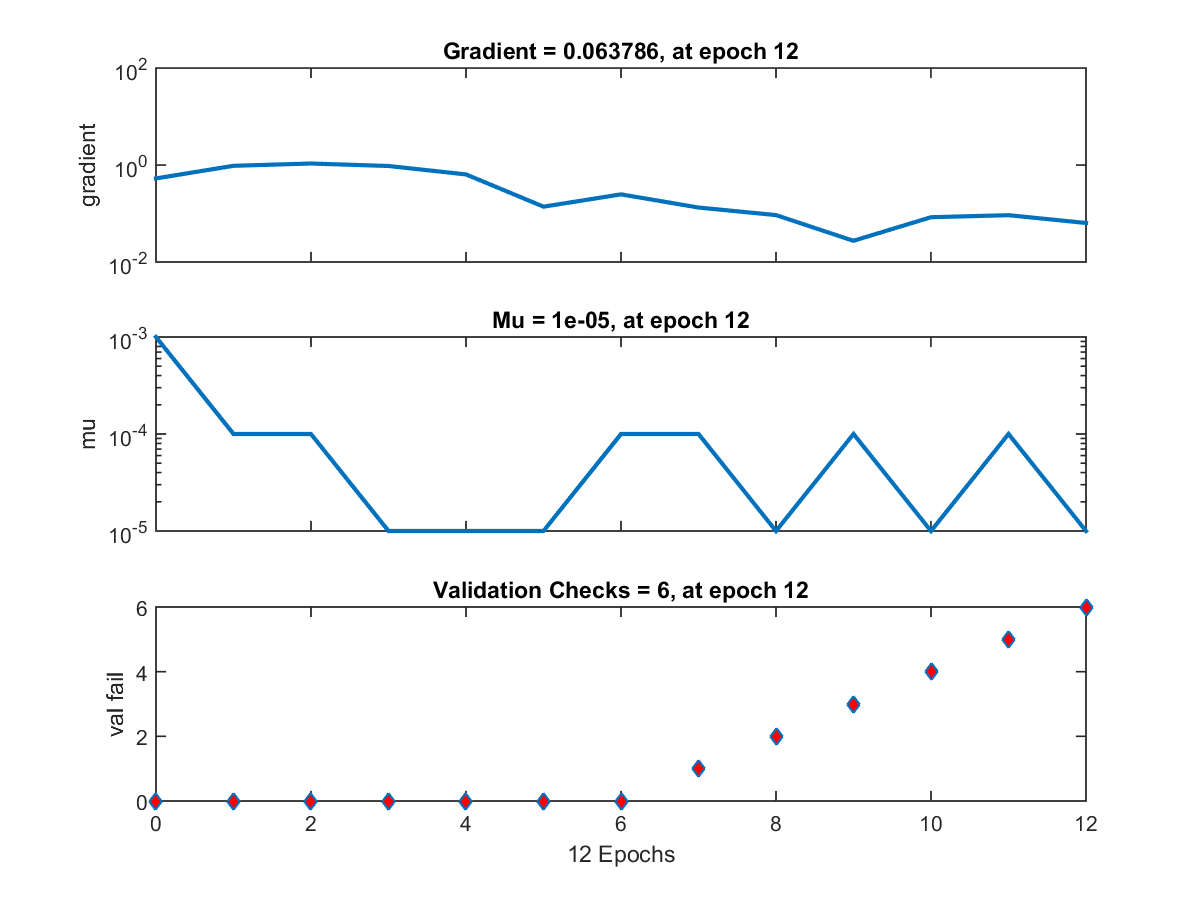 Gradient = 0.063786, at epoch 12
10^2
10^0
10^-2
gradient
Mu = 1e-05, at epoch 12
10^-3
10^-4
10^-5
mu
Validation Checks = 6, at epoch 12
6
4
2
0
val fail
0 2 4 6 8 10 12
12 Epochs